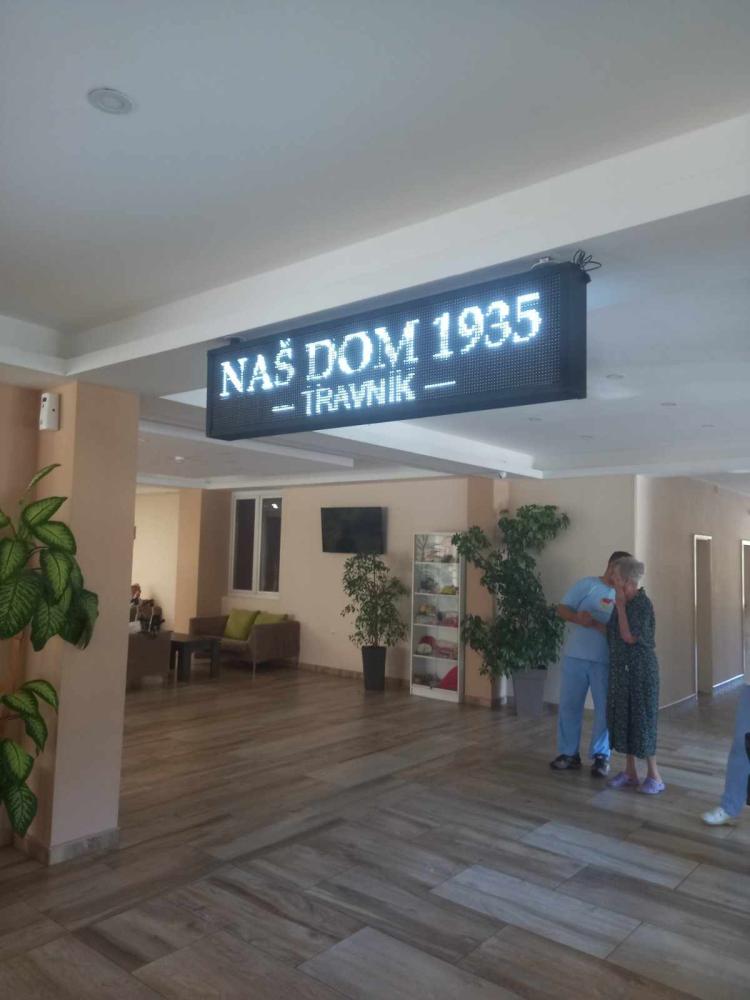 NAŠ DOM 1935
— TRAVNIK —